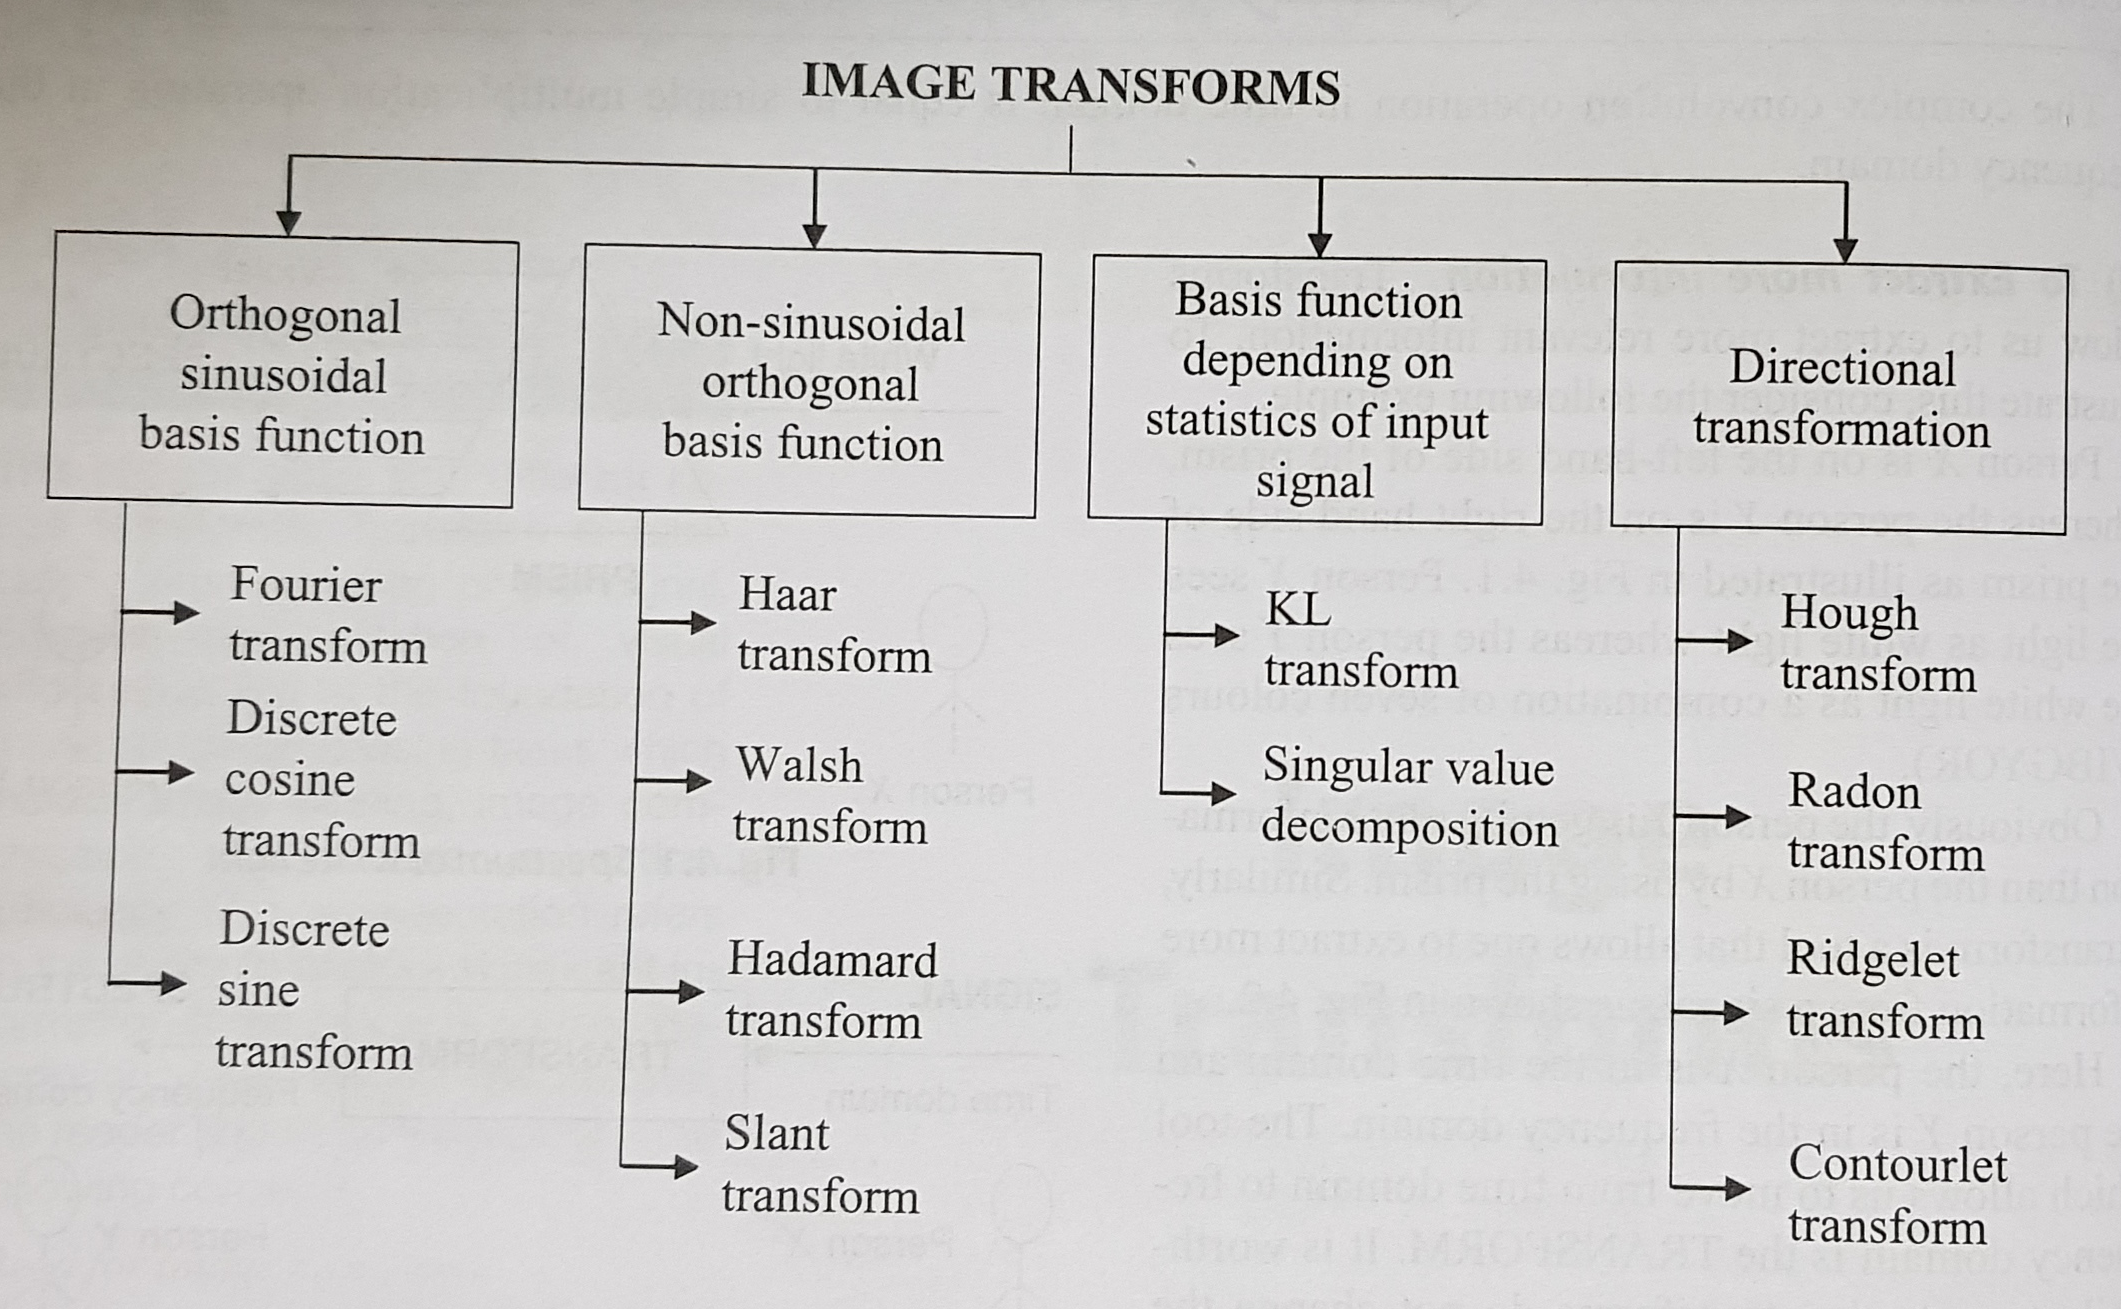 IMAGE TRANSFORMS
Orthogonal
sinusoidal
basis function
Fourier
transform
Discrete
cosine
transform
Discrete
sine
transform
Non-sinusoidal
orthogonal
basis function
Haar
transform
Walsh
transform
Hadamard
transform
Slant
transform
Basis function
depending on
statistics of input
signal
KL
transform
Singular value
decomposition
Directional
transformation
Hough
transform
Radon
transform
Ridgelet
transform
Contourlet
transform